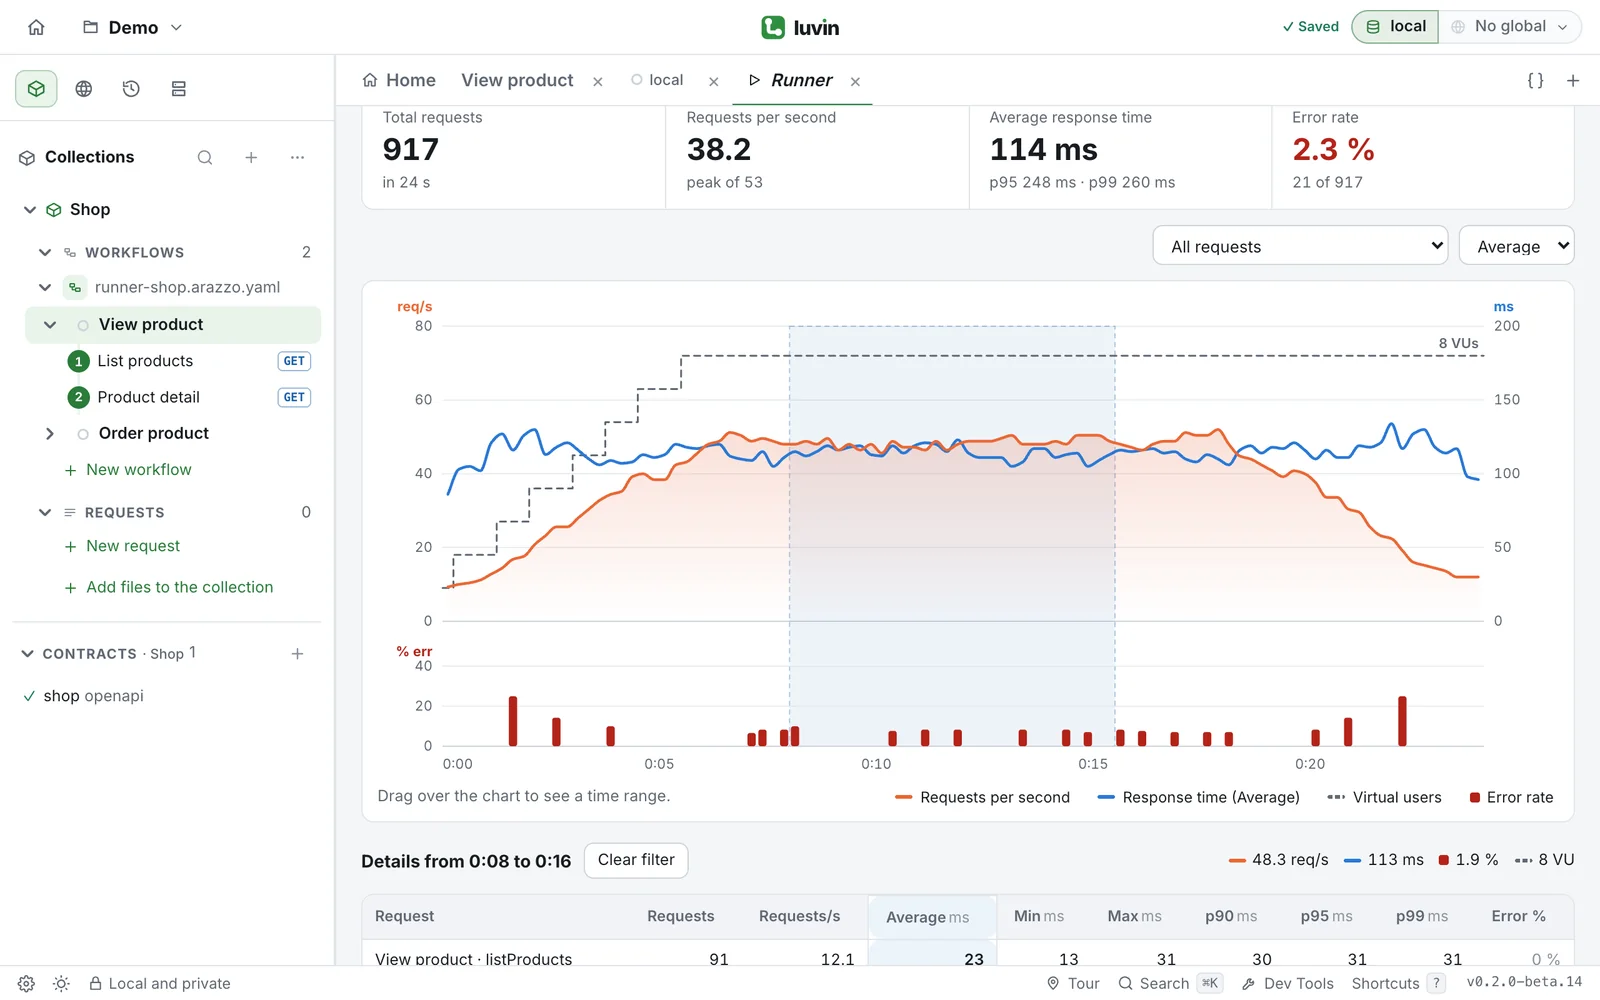 Demo
luvin
Saved
local
No global
Home
View product
local
Runner
Collections
Shop
WORKFLOWS 2
runner-shop.arazzo.yaml
View product
1 List products GET
2 Product detail GET
Order product
+ New workflow
REQUESTS 0
+ New request
+ Add files to the collection
CONTRACTS · Shop 1
shop openapi
Total requests
917
in 24 s
Requests per second
38.2
peak of 53
Average response time
114 ms
p95 248 ms · p99 260 ms
Error rate
2.3 %
21 of 917
All requests
Average
req/s
ms
80
200
8 VUs
60
150
40
100
20
50
0
0
% err
40
20
0
0:00 0:05 0:10 0:15 0:20
Drag over the chart to see a time range.
Requests per second
Response time (Average)
Virtual users
Error rate
Details from 0:08 to 0:16
Clear filter
48.3 req/s
113 ms
1.9 %
8 VU
Request Requests Requests/s Average ms Min ms Max ms p90 ms p95 ms p99 ms Error %
View product · listProducts 91 12.1 23 13 31 30 31 31 0 %
Local and private
Tour
Search ⌘K
Dev Tools
Shortcuts ?
v0.2.0-beta.14